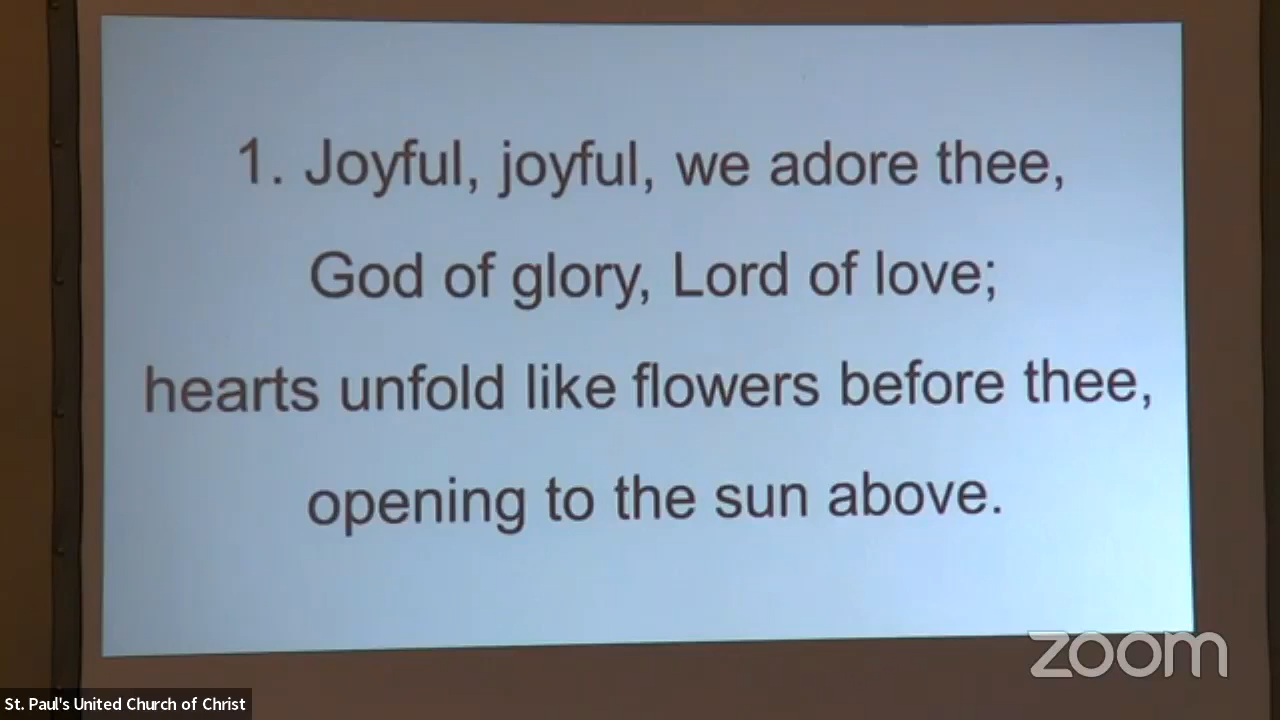 1. Joyful, joyful, we adore thee,
God of glory, Lord of love;
hearts unfold like flowers before thee,
opening to the sun above.
zoom
St. Paul's United Church of Christ